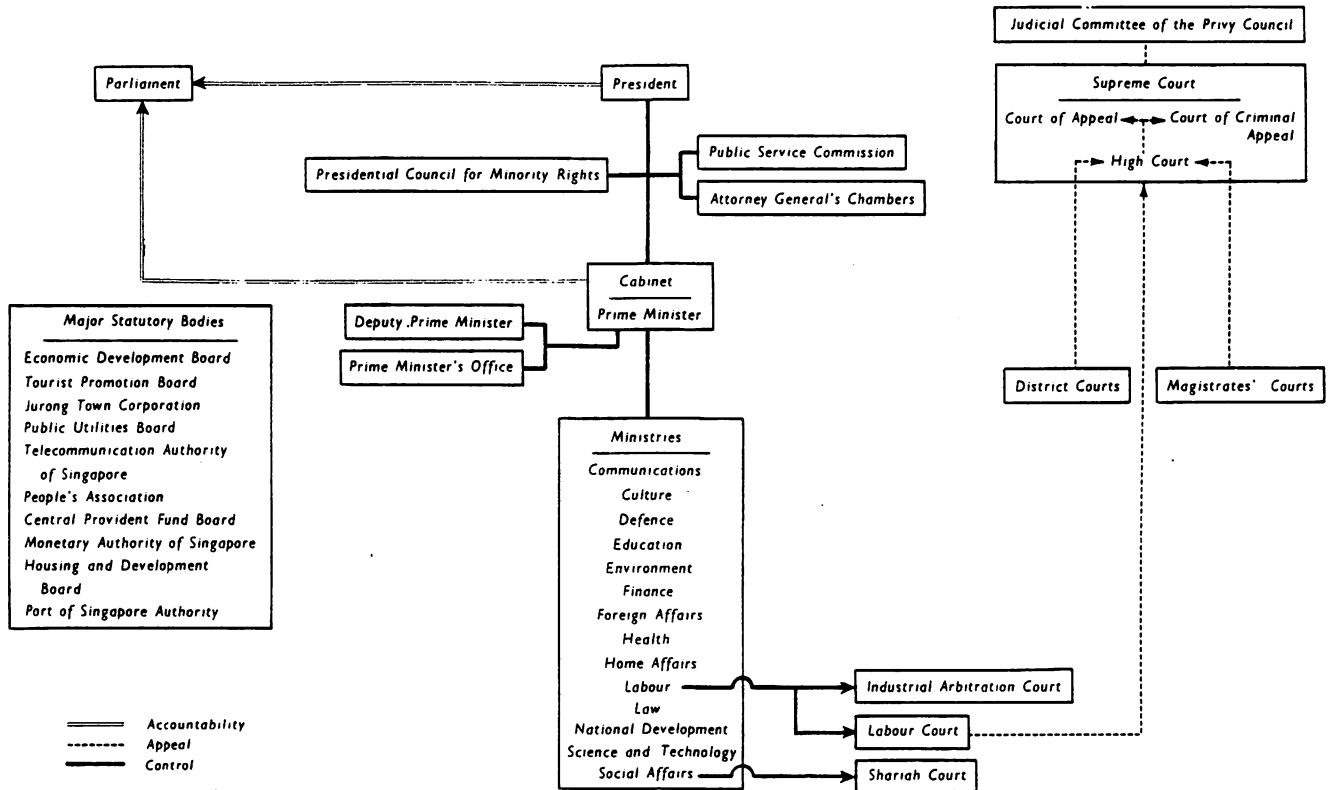 Judicial Committee of the Privy Council
Parliament
President
Supreme Court
Court of Appeal
Court of Criminal
Appeal
High Court
Public Service Commission
Presidential Council for Minority Rights
Attorney General's Chambers
Cabinet
Prime Minister
Deputy .Prime Minister
Prime Minister's Office
Major Statutory Bodies
Economic Development Board
Tourist Promotion Board
Jurong Town Corporation
Public Utilities Board
Telecommunication Authority
of Singapore
People's Association
Central Provident Fund Board
Monetary Authority of Singapore
Housing and Development
Board
Port of Singapore Authority
District Courts
Magistrates' Courts
Ministries
Communications
Culture
Defence
Education
Environment
Finance
Foreign Affairs
Health
Home Affairs
Labour
Law
National Development
Science and Technology
Social Affairs
Industrial Arbitration Court
Labour Court
Shariah Court
Accountability
Appeal
Control